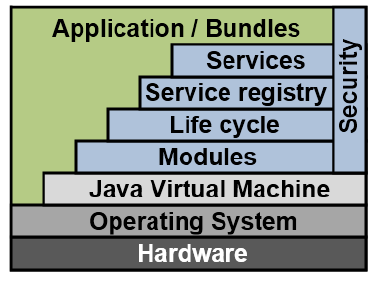 Application / Bundles
Services
Service registry
Life cycle
Modules
Security
Java Virtual Machine
Operating System
Hardware